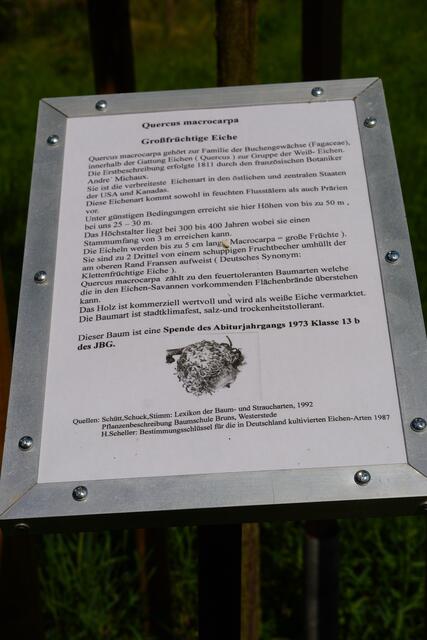 Quercus macrocarpa
Großfrüchtige Eiche
Quercus macrocarpa gehört zur Familie der Buchengewächse (Fagaceae),
innerhalb der Gattung Eichen ( Quercus ) zur Gruppe der Weiß- Eichen.
Die Erstbeschreibung erfolgte 1811 durch den französischen Botaniker
Andre´ Michaux.
Sie ist die verbreiteste Eichenart in den östlichen und zentralen Staaten
der USA und Kanadas.
Diese Eichenart kommt sowohl in feuchten Flusstälern als auch Prärien
vor.
Unter günstigen Bedingungen erreicht sie hier Höhen von bis zu 50 m ,
bei uns 25 – 30 m.
Das Höchstalter liegt bei 300 bis 400 Jahren wobei sie einen
Stammumfang von 3 m erreichen kann.
Die Eicheln werden bis zu 5 cm lang( Macrocarpa = große Früchte ).
Sie sind zu 2 Drittel von einem schuppigen Fruchtbecher umhüllt der
am oberen Rand Fransen aufweist ( Deutsches Synonym:
Klettenfrüchtige Eiche ).
Quercus macrocarpa zählt zu den feuertoleranten Baumarten welche
die in den Eichen-Savannen vorkommenden Flächenbrände überstehen
kann.
Das Holz ist kommerziell wertvoll und wird als weiße Eiche vermarktet.
Die Baumart ist stadtklimafest, salz-und trockenheitstolerant.
Dieser Baum ist eine Spende des Abiturjahrgangs 1973 Klasse 13 b
des JBG.
Quellen: Schütt,Schuck,Stimm: Lexikon der Baum- und Straucharten, 1992
Pflanzenbeschreibung Baumschule Bruns, Westerstede
H.Scheller: Bestimmungsschlüssel für die in Deutschland kultivierten Eichen-Arten 1987